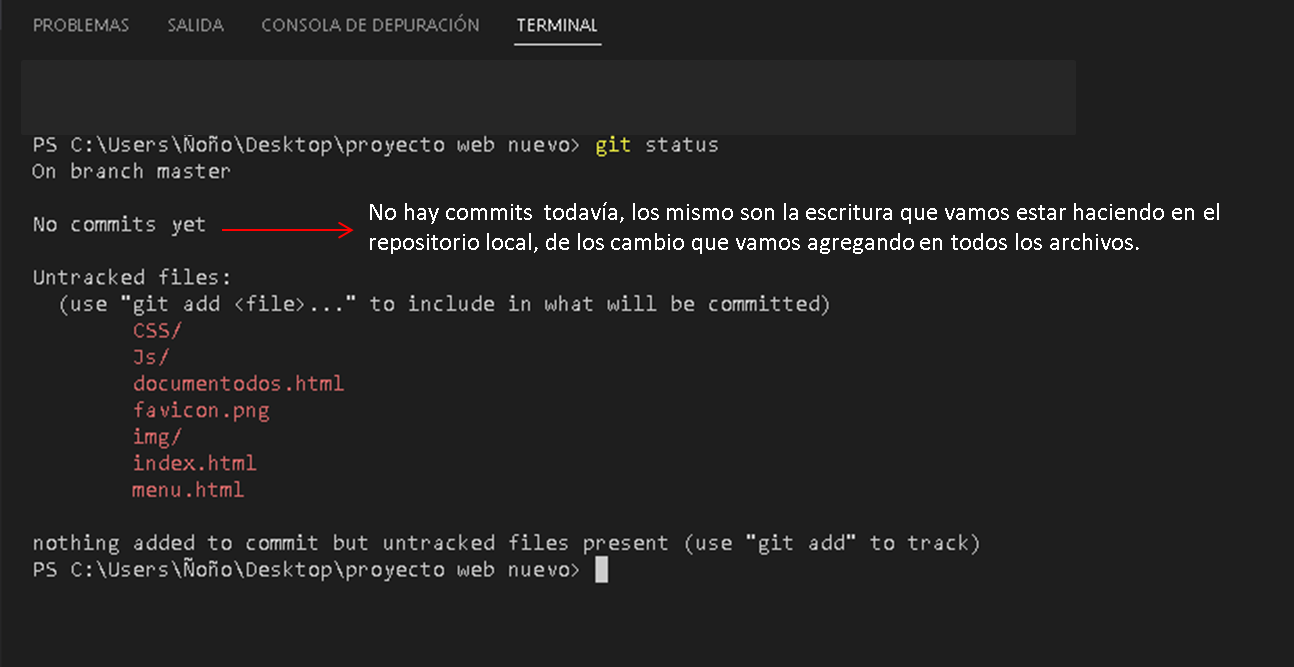 PROBLEMAS SALIDA CONSOLA DE DEPURACIÓN TERMINAL
PS C:\Users\Ñoño\Desktop\proyecto web nuevo> git status
On branch master
No commits yet
No hay commits todavía, los mismo son la escritura que vamos estar haciendo en el
repositorio local, de los cambio que vamos agregando en todos los archivos.
Untracked files:
(use "git add <file>..." to include in what will be committed)
CSS/
Js/
documentodos.html
favicon.png
img/
index.html
menu.html
nothing added to commit but untracked files present (use "git add" to track)
PS C:\Users\Ñoño\Desktop\proyecto web nuevo>